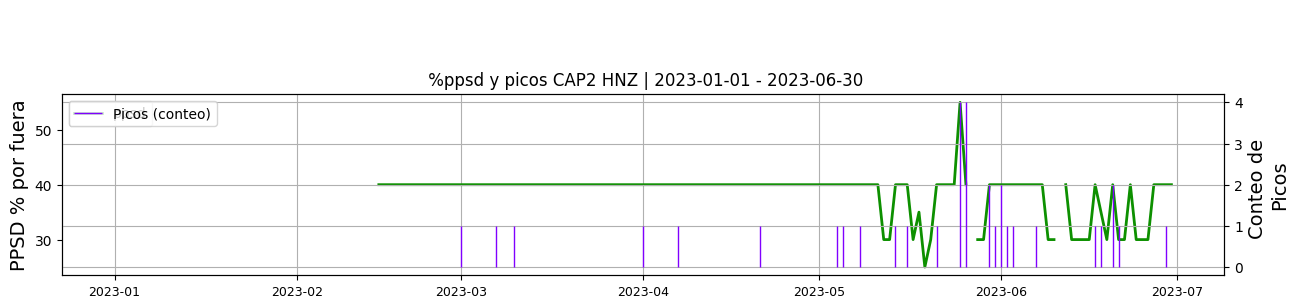 %ppsd y picos CAP2 HNZ | 2023-01-01 - 2023-06-30
PPSD % por fuera
50
40
30
Picos (conteo)
4
3
2
1
0
Conteo de
Picos
2023-01 2023-02 2023-03 2023-04 2023-05 2023-06 2023-07